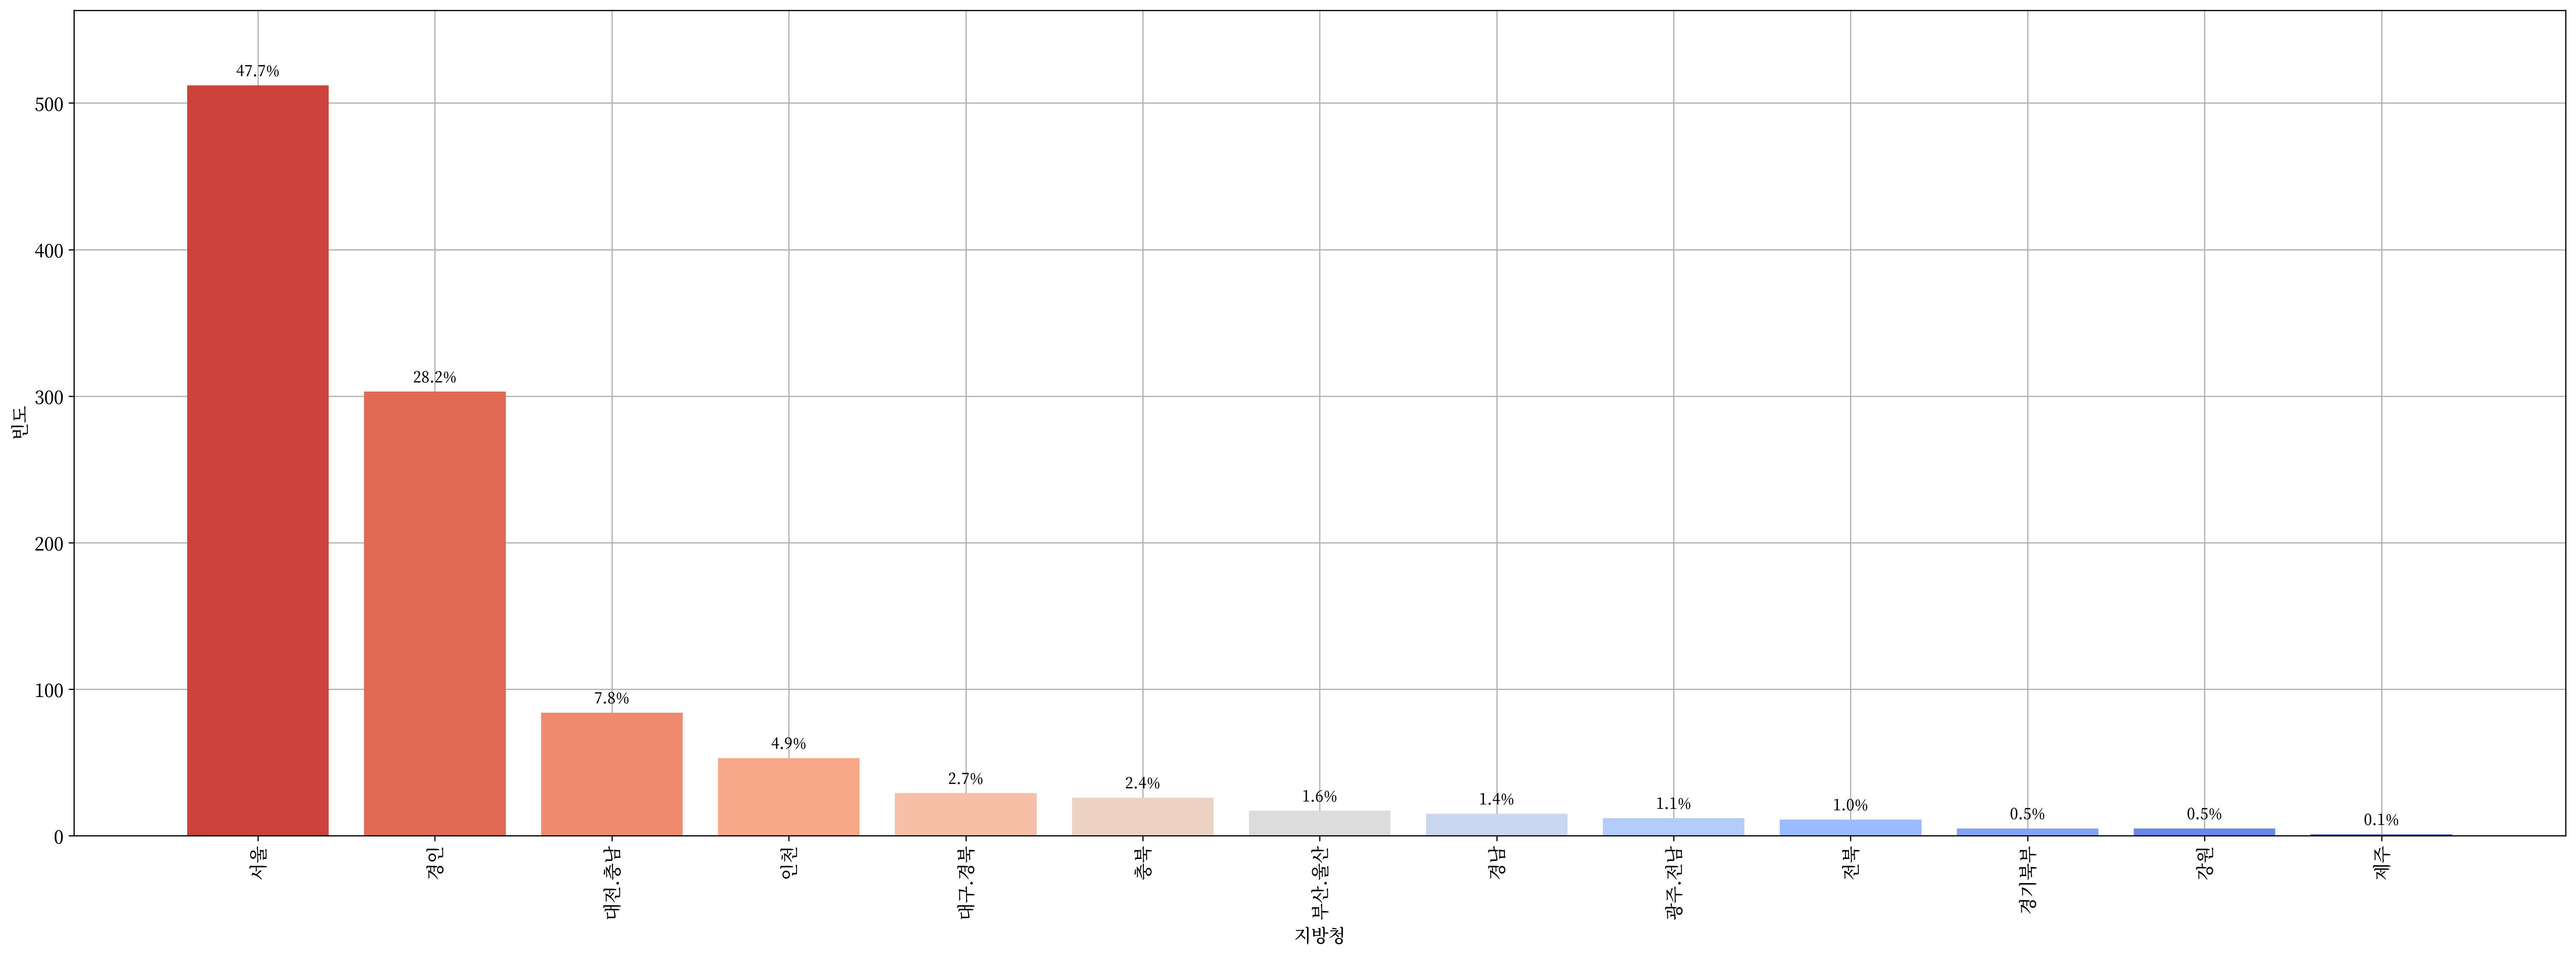 47.7%
28.2%
7.8%
4.9%
2.7%
2.4%
1.6%
1.4%
1.1%
1.0%
0.5%
0.5%
0.1%
500
400
300
200
100
0
빈도
서울
경인
대전.충남
인천
대구.경북
충북
부산.울산
경남
광주.전남
전북
경기북부
강원
제주
지방청